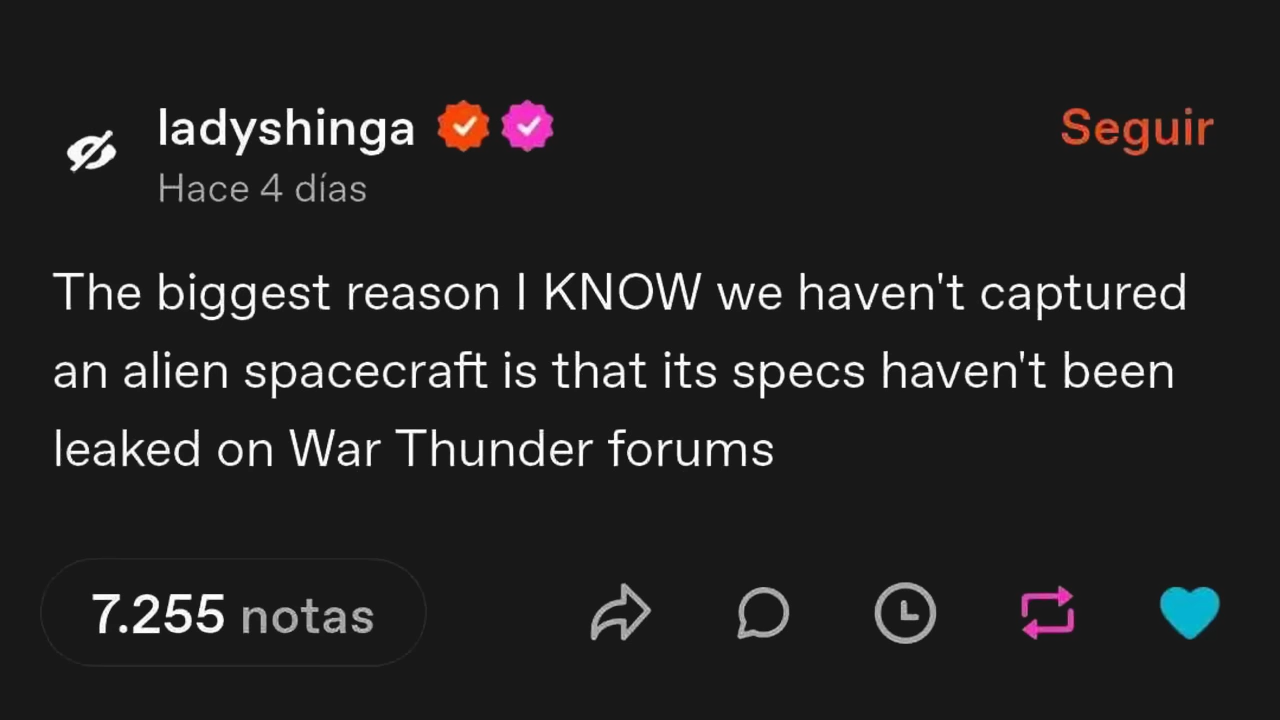 ladyshinga
Seguir
Hace 4 días
The biggest reason I KNOW we haven't captured
an alien spacecraft is that its specs haven't been
leaked on War Thunder forums
7.255 notas